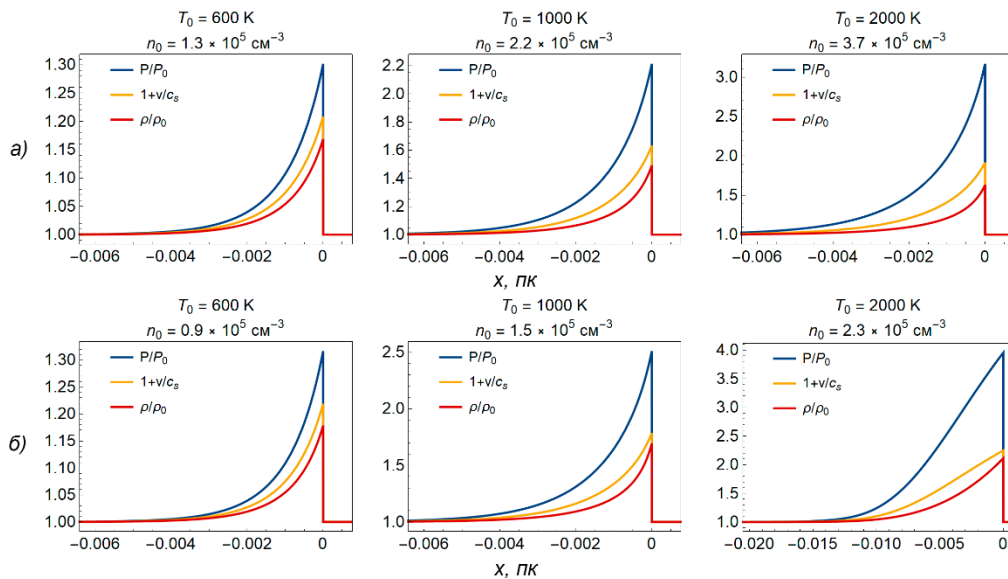 T₀ = 600 K
n₀ = 1.3 × 10⁵ см⁻³
T₀ = 1000 K
n₀ = 2.2 × 10⁵ см⁻³
T₀ = 2000 K
n₀ = 3.7 × 10⁵ см⁻³
а)
1.30
1.25
1.20
1.15
1.10
1.05
1.00
P/P₀
1+v/cₛ
ρ/ρ₀
−0.006
−0.004
−0.002
0
2.2
2.0
1.8
1.6
1.4
1.2
1.0
P/P₀
1+v/cₛ
ρ/ρ₀
−0.006
−0.004
−0.002
0
3.0
2.5
2.0
1.5
1.0
P/P₀
1+v/cₛ
ρ/ρ₀
−0.006
−0.004
−0.002
0
x, пк
T₀ = 600 K
n₀ = 0.9 × 10⁵ см⁻³
T₀ = 1000 K
n₀ = 1.5 × 10⁵ см⁻³
T₀ = 2000 K
n₀ = 2.3 × 10⁵ см⁻³
б)
1.30
1.25
1.20
1.15
1.10
1.05
1.00
P/P₀
1+v/cₛ
ρ/ρ₀
−0.006
−0.004
−0.002
0
2.5
2.0
1.5
1.0
P/P₀
1+v/cₛ
ρ/ρ₀
−0.006
−0.004
−0.002
0
4.0
3.5
3.0
2.5
2.0
1.5
1.0
P/P₀
1+v/cₛ
ρ/ρ₀
−0.020
−0.015
−0.010
−0.005
0
x, пк